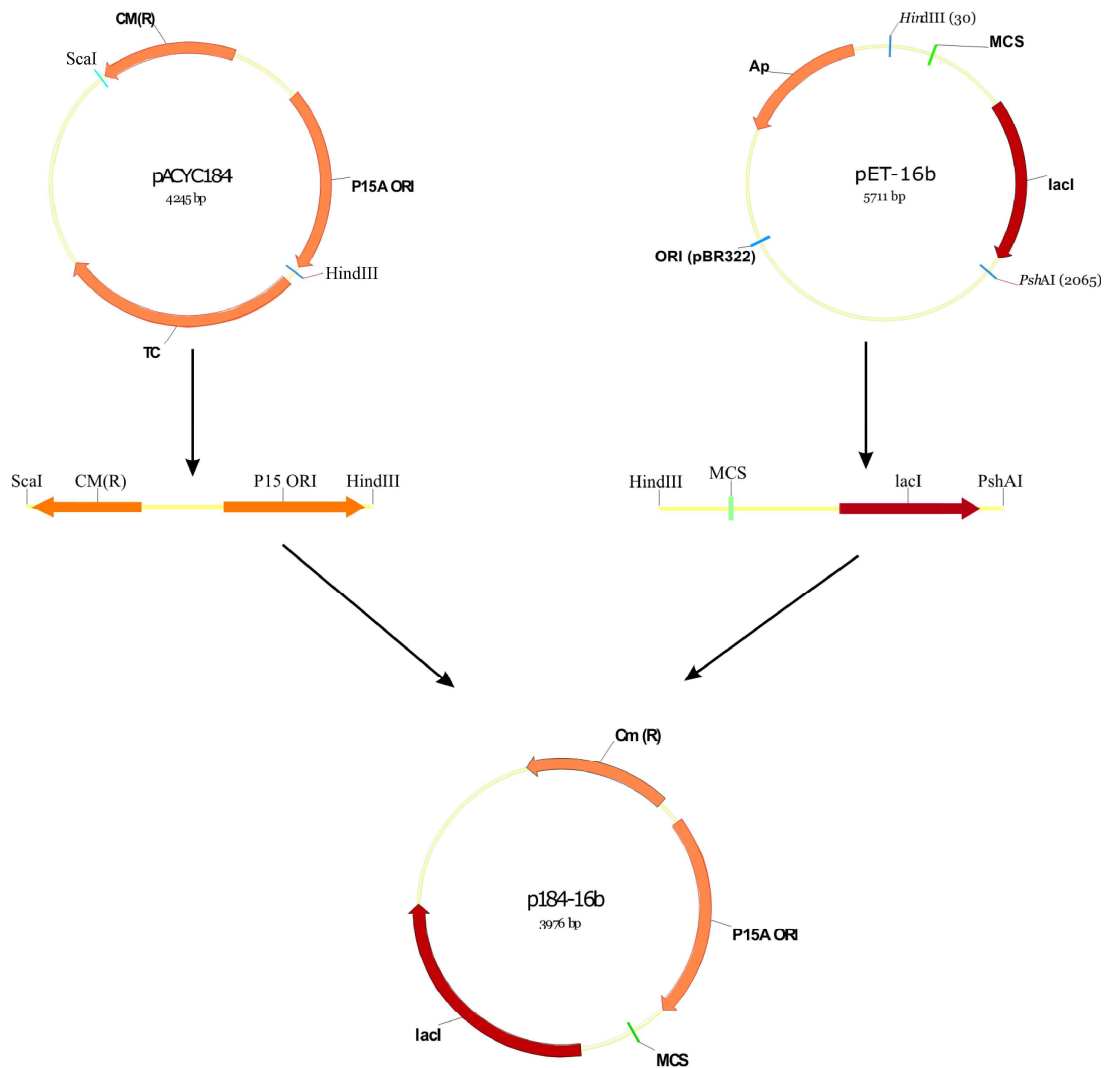 CM(R)
ScaI
pACYC184
4245 bp
P15A ORI
HindIII
TC
HindIII (30)
MCS
Ap
pET-16b
5711 bp
lacI
ORI (pBR322)
PshAI (2065)
ScaI
CM(R)
P15 ORI
HindIII
HindIII
MCS
lacI
PshAI
Cm (R)
p184-16b
3976 bp
P15A ORI
lacI
MCS